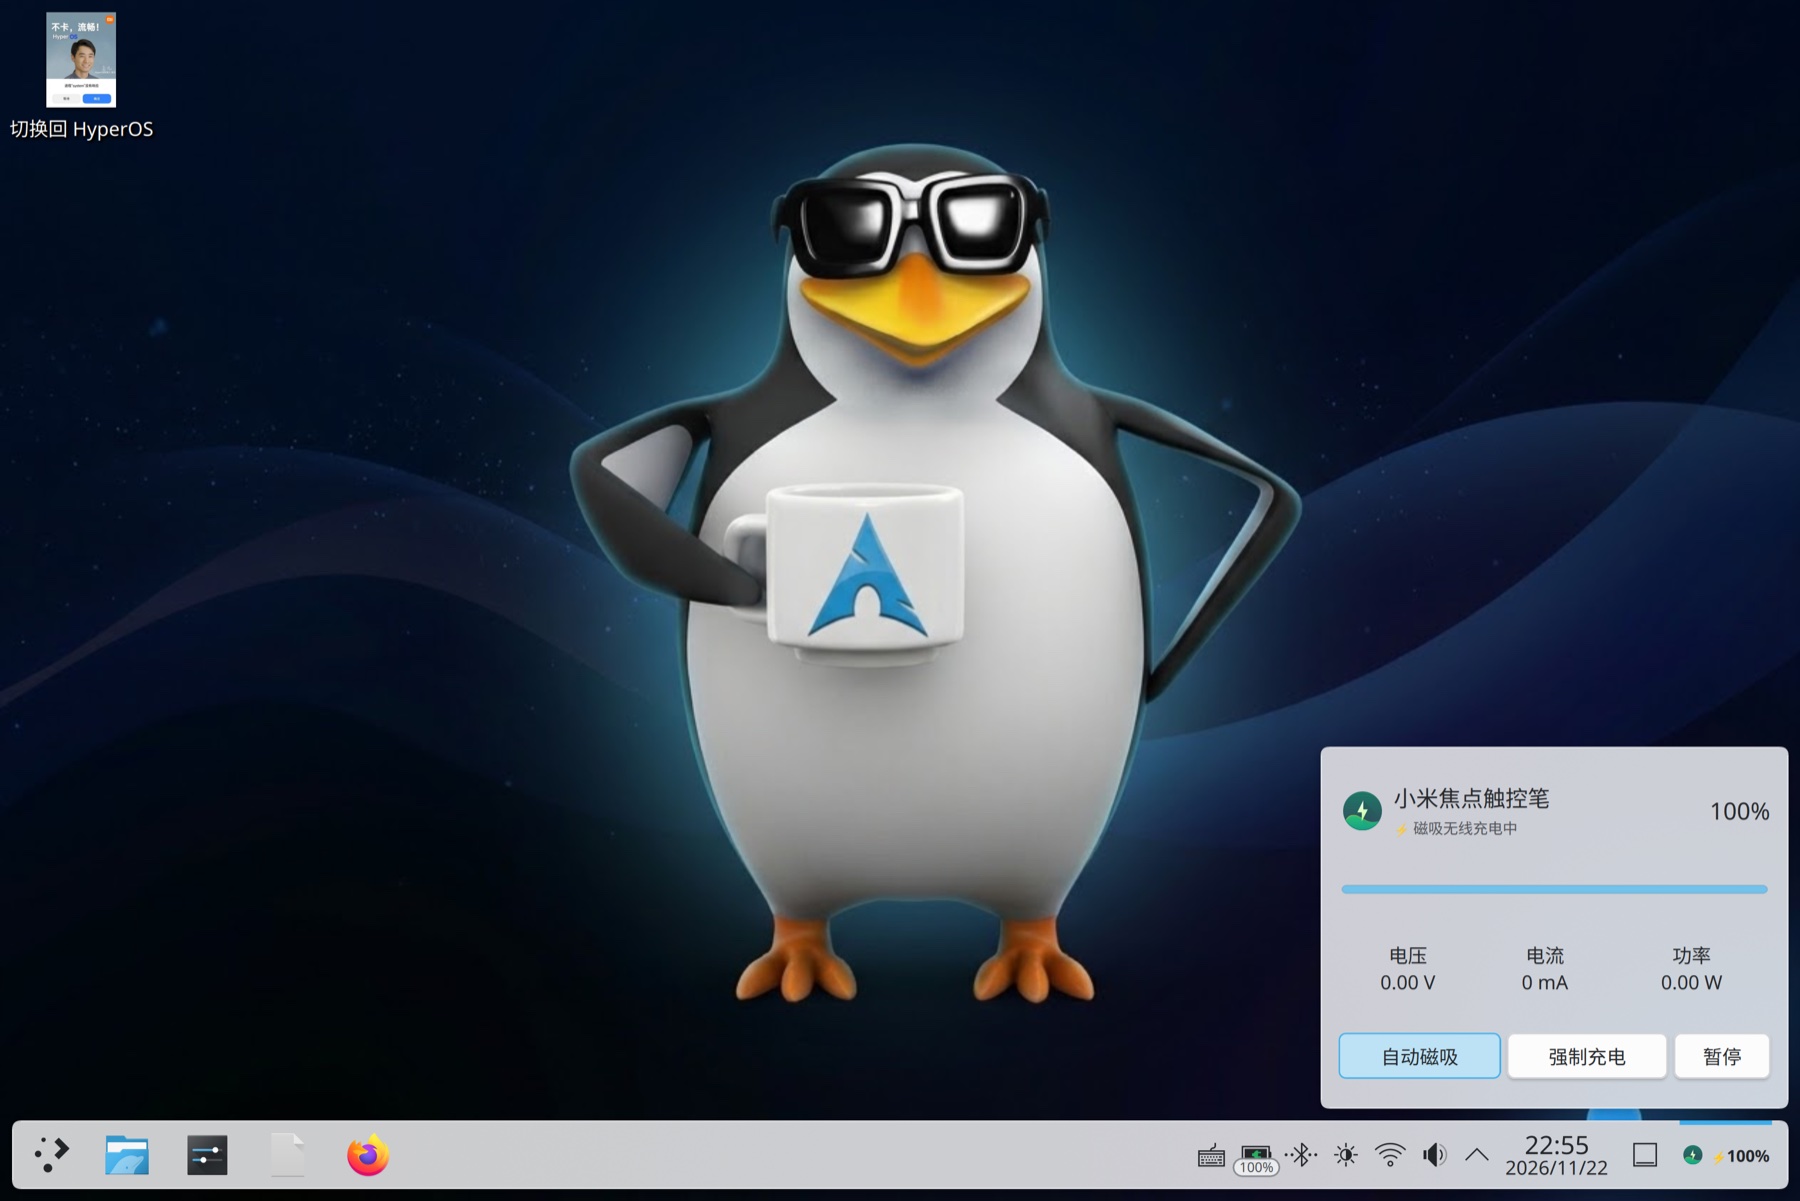 不卡，流畅！
Hyper OS
切换回 HyperOS
小米焦点触控笔
⚡ 磁吸无线充电中
100%
电压
0.00 V
电流
0 mA
功率
0.00 W
自动磁吸
强制充电
暂停
100%
22:55
2026/11/22
⚡100%